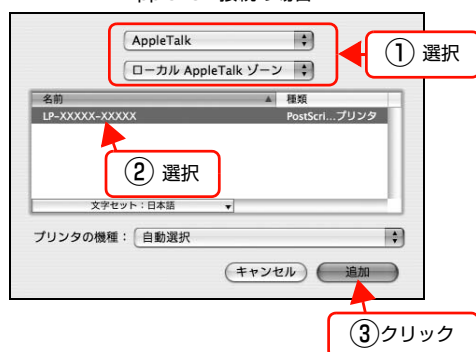 AppleTalk
① 選択
ローカル AppleTalk ゾーン
名前 種類
LP-XXXXX-XXXXX PostScri...プリンタ
② 選択
文字セット：日本語
プリンタの機種： 自動選択
キャンセル 追加
③クリック